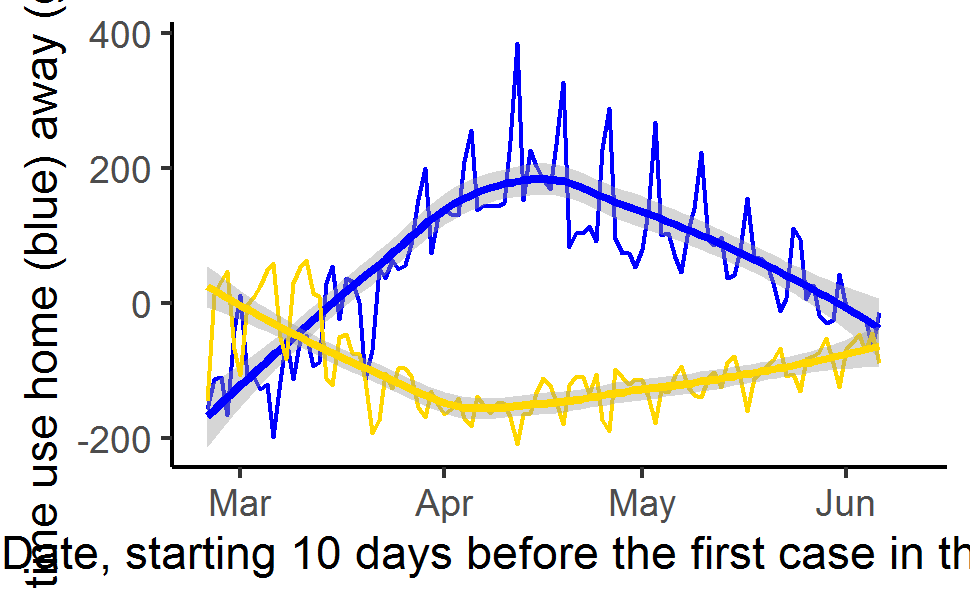 time use home (blue) away (
400
200
0
-200
Mar Apr May Jun
Date, starting 10 days before the first case in th